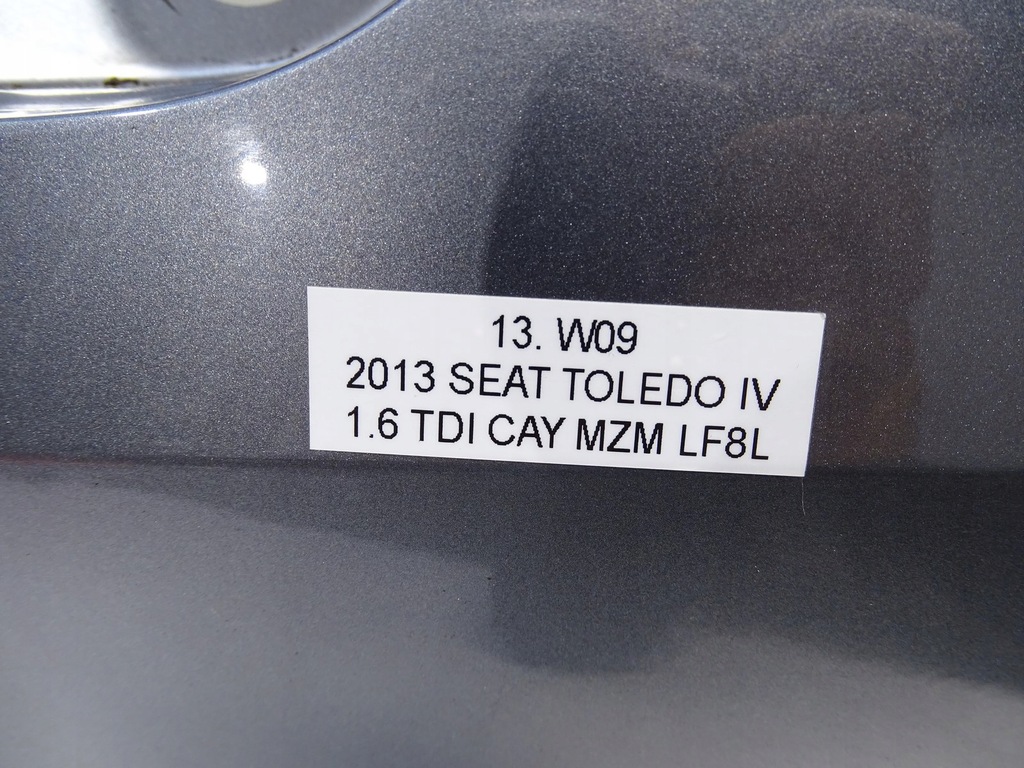 13. W09
2013 SEAT TOLEDO IV
1.6 TDI CAY MZM LF8L